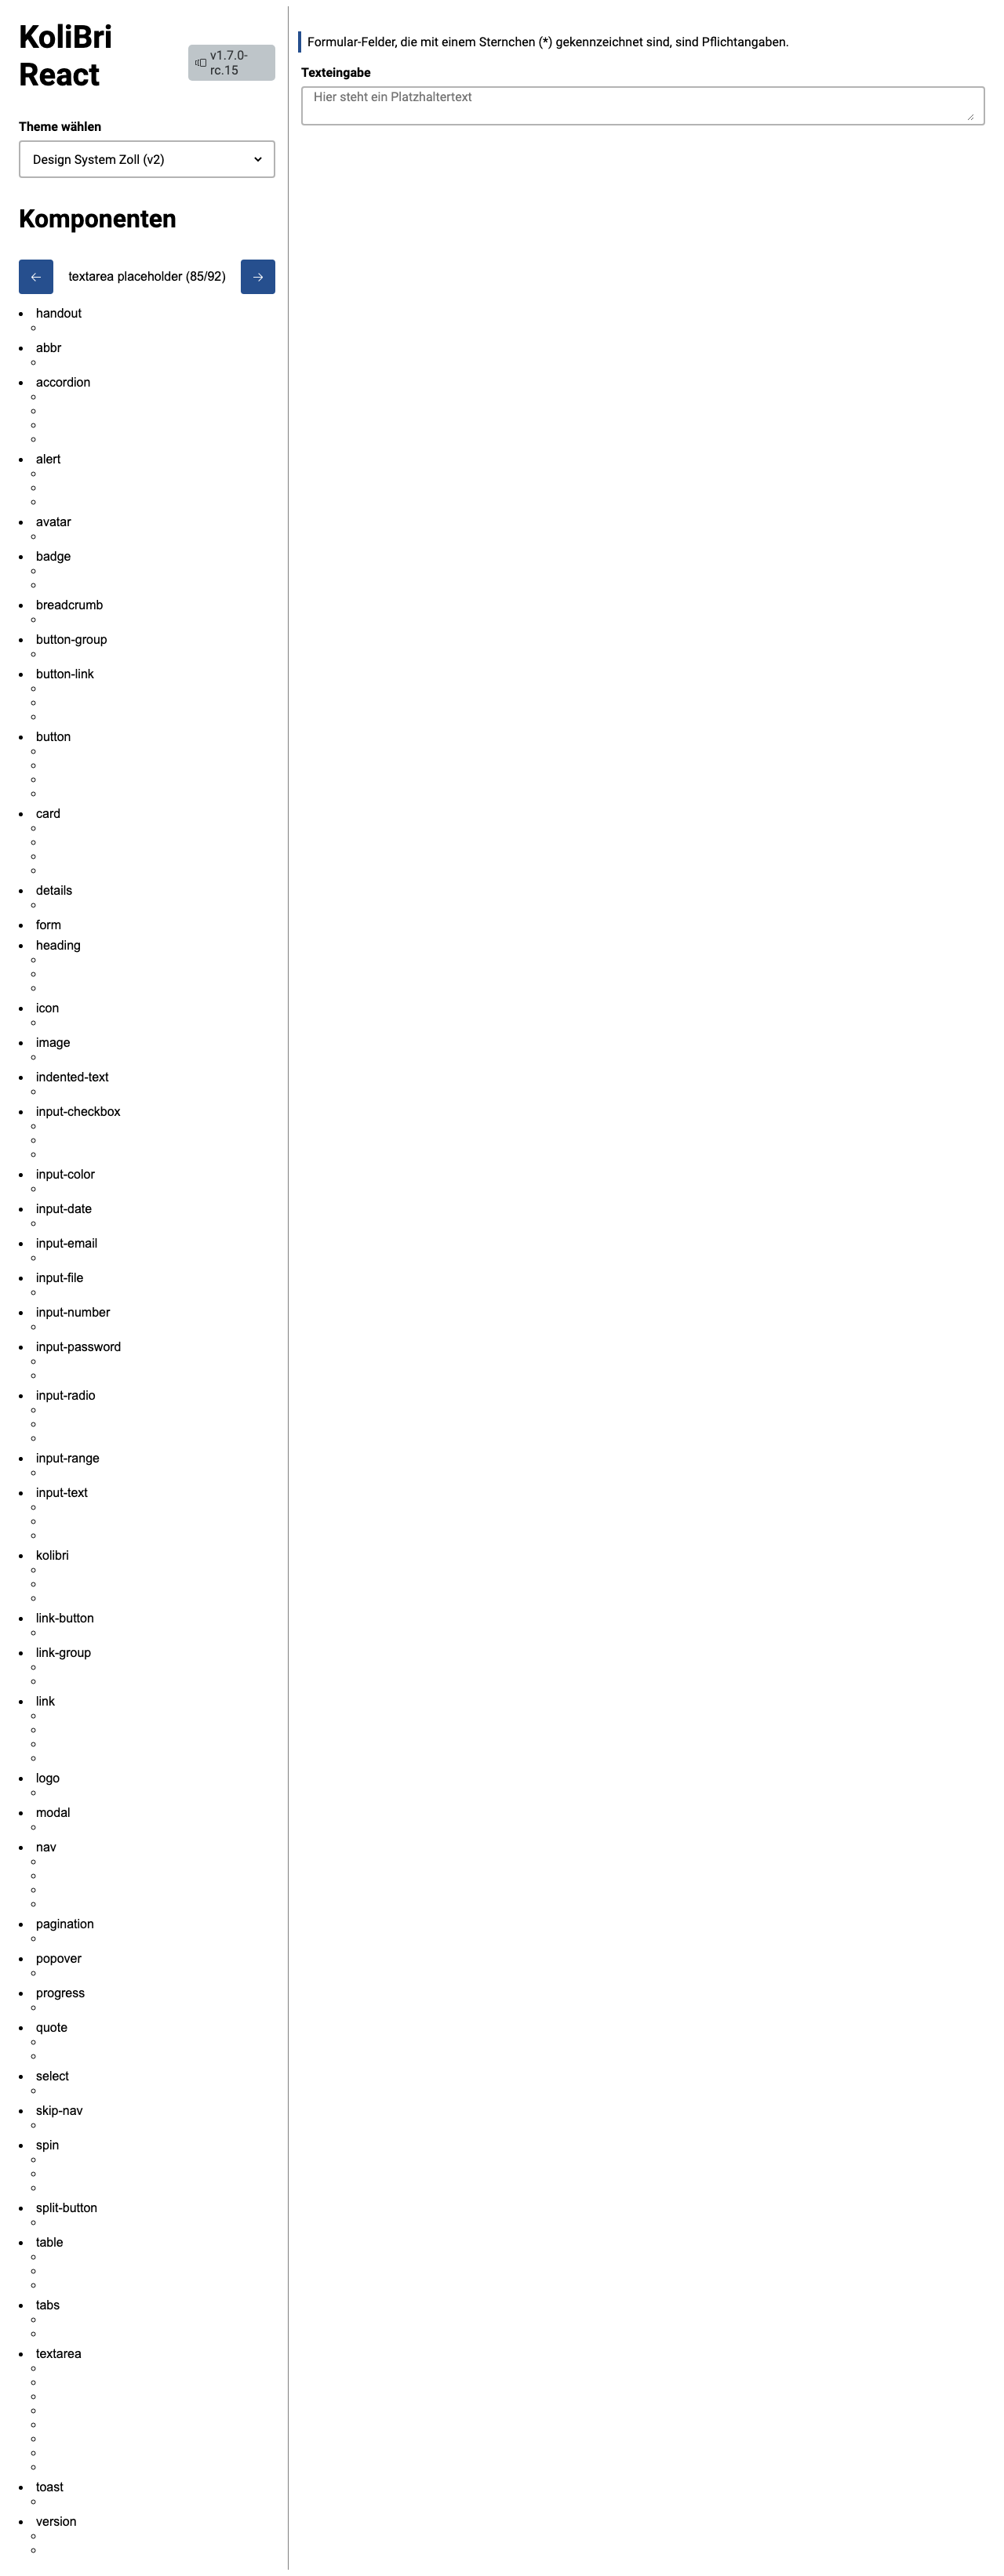 KoliBri
React
v1.7.0-
rc.15
Theme wählen
Design System Zoll (v2)
Komponenten
textarea placeholder (85/92)
handout
abbr
accordion
alert
avatar
badge
breadcrumb
button-group
button-link
button
card
details
form
heading
icon
image
indented-text
input-checkbox
input-color
input-date
input-email
input-file
input-number
input-password
input-radio
input-range
input-text
kolibri
link-button
link-group
link
logo
modal
nav
pagination
popover
progress
quote
select
skip-nav
spin
split-button
table
tabs
textarea
toast
version
Formular-Felder, die mit einem Sternchen (*) gekennzeichnet sind, sind Pflichtangaben.
Texteingabe
Hier steht ein Platzhaltertext